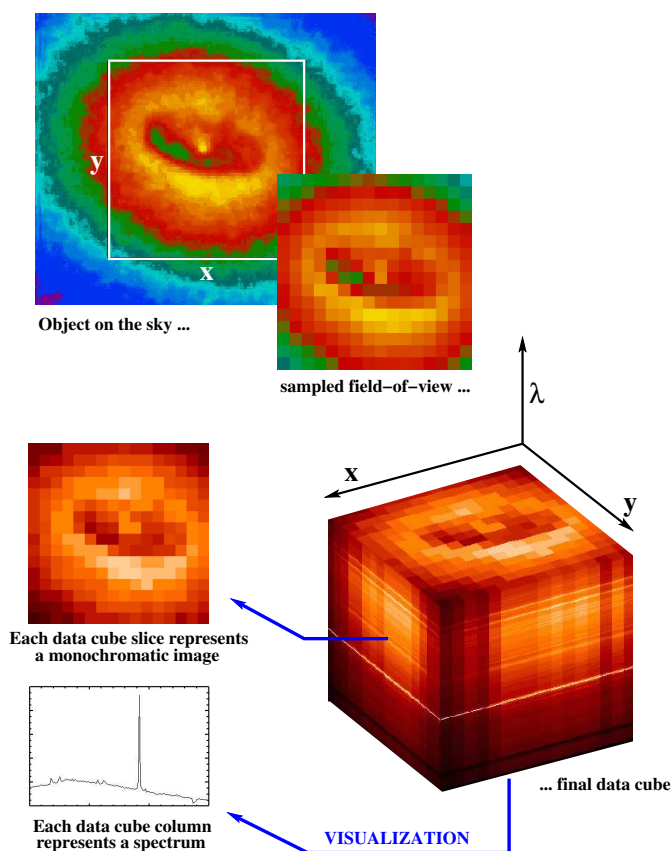 y
x
Object on the sky ...
sampled field−of−view ...
λ
x
y
Each data cube slice represents
a monochromatic image
... final data cube
Each data cube column
represents a spectrum
VISUALIZATION